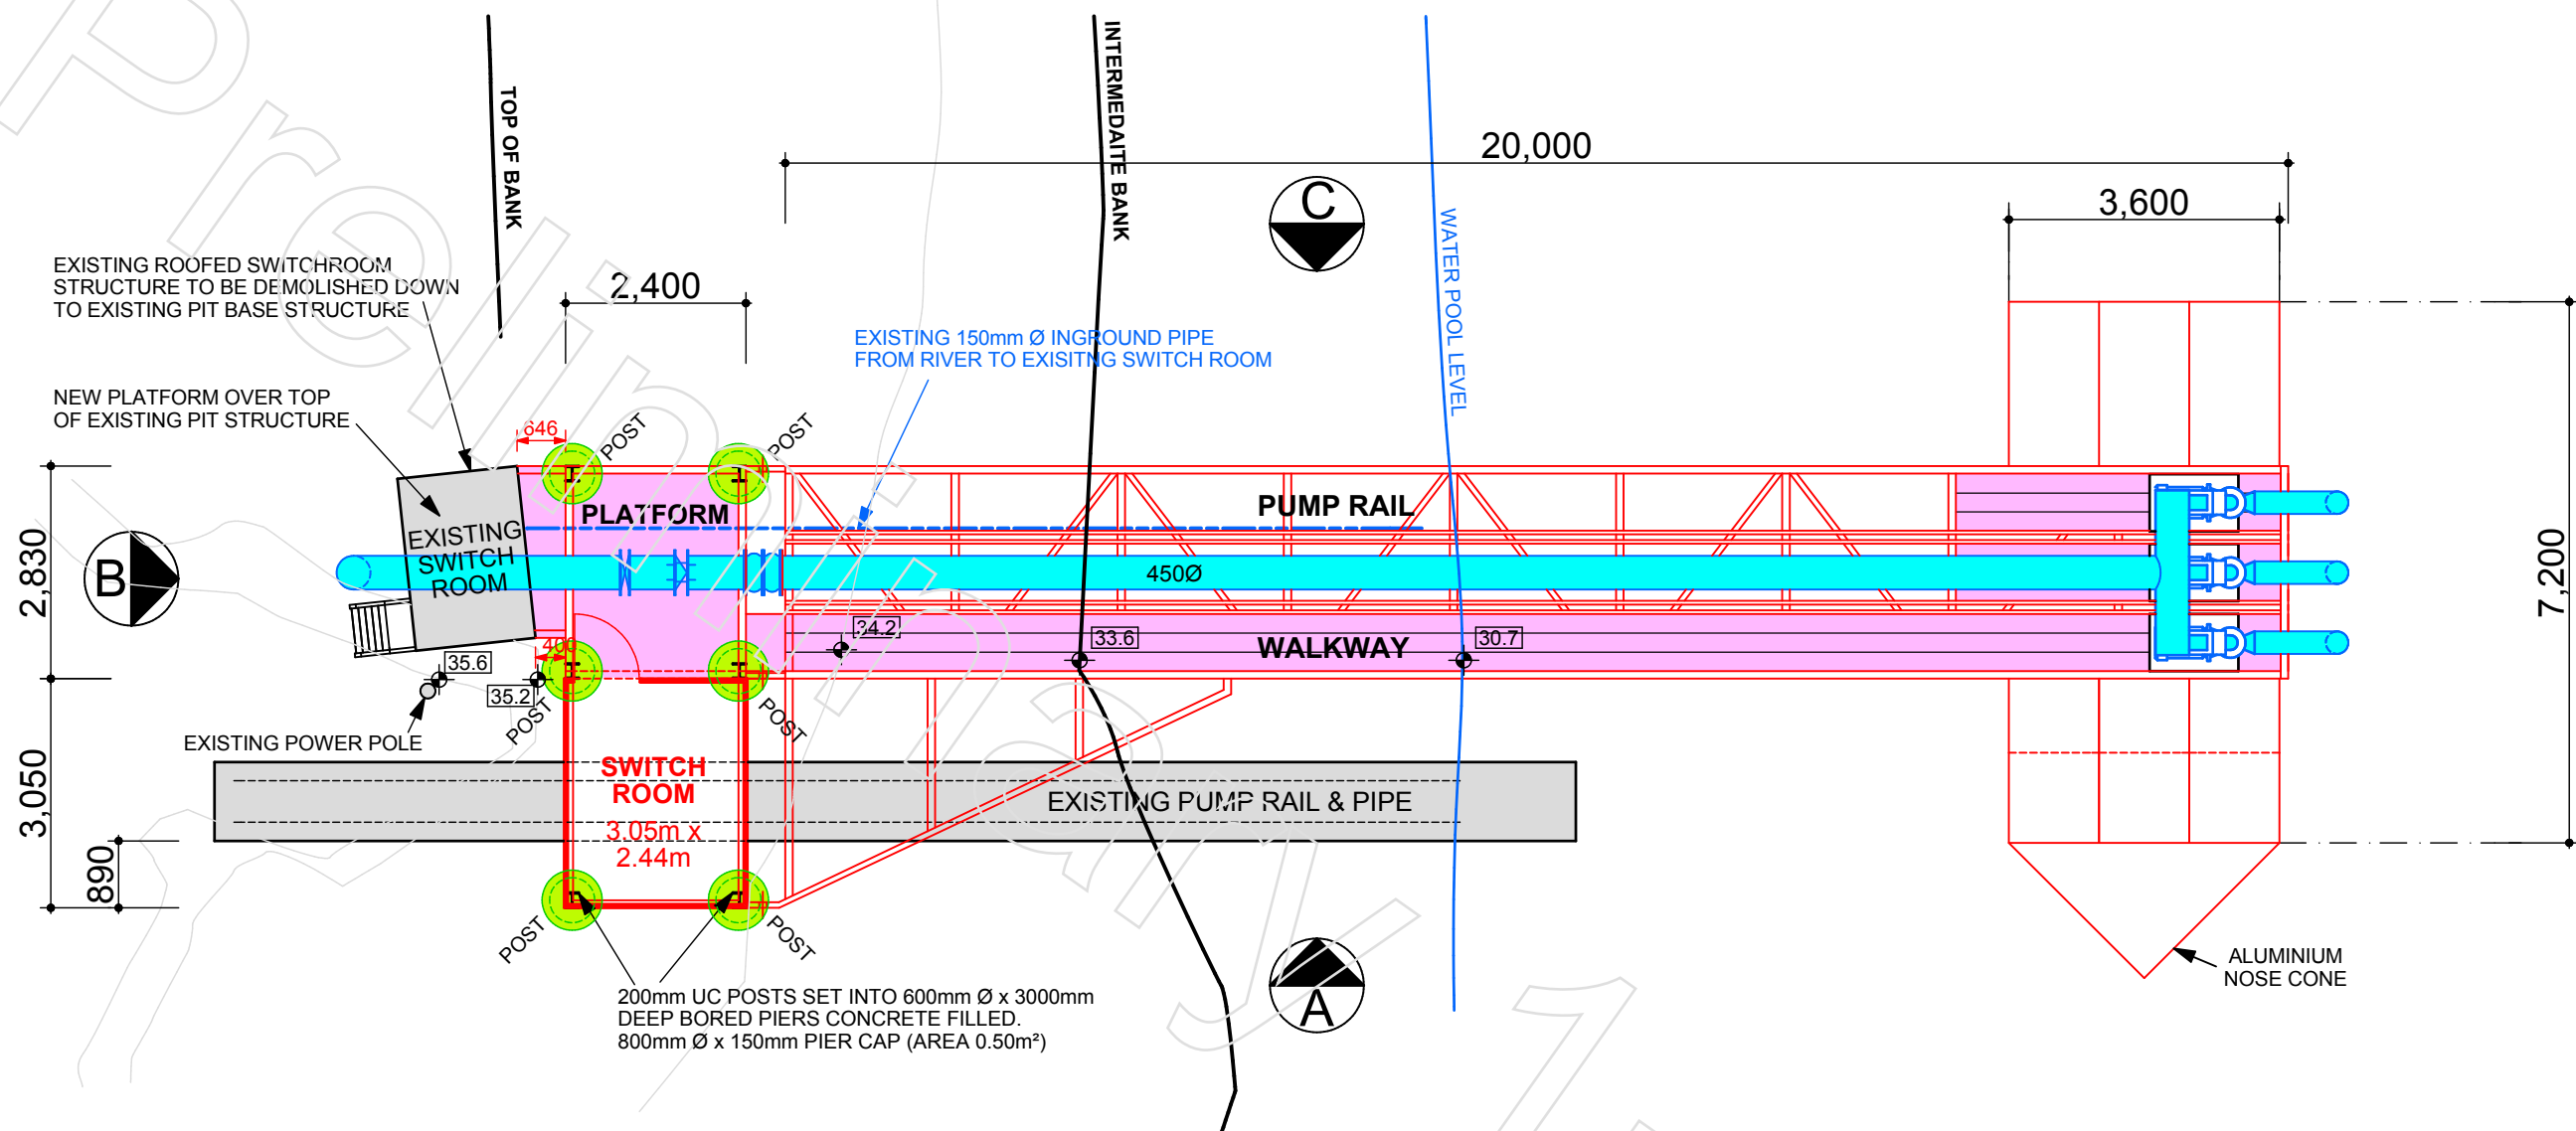 Preliminary 1
TOP OF BANK
INTERMEDAITE BANK
20,000
C
3,600
WATER POOL LEVEL
EXISTING ROOFED SWITCHROOM
STRUCTURE TO BE DEMOLISHED DOWN
TO EXISTING PIT BASE STRUCTURE
2,400
EXISTING 150mm Ø INGROUND PIPE
FROM RIVER TO EXISITNG SWITCH ROOM
NEW PLATFORM OVER TOP
OF EXISTING PIT STRUCTURE
646
POST
POST
PLATFORM
PUMP RAIL
EXISTING
SWITCH
ROOM
B
2,830
450Ø
7,200
34.2
33.6
WALKWAY
30.7
400
35.6
35.2
POST
POST
EXISTING POWER POLE
3,050
SWITCH
ROOM
3.05m x
2.44m
EXISTING PUMP RAIL & PIPE
890
POST
POST
ALUMINIUM
NOSE CONE
200mm UC POSTS SET INTO 600mm Ø x 3000mm
DEEP BORED PIERS CONCRETE FILLED.
800mm Ø x 150mm PIER CAP (AREA 0.50m²)
A